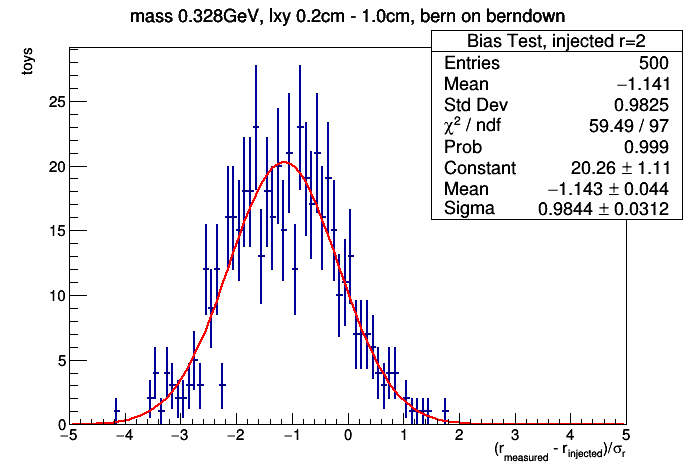 mass 0.328GeV, lxy 0.2cm - 1.0cm, bern on berndown
toys
Bias Test, injected r=2
Entries 500
Mean −1.141
Std Dev 0.9825
χ² / ndf 59.49 / 97
Prob 0.999
Constant 20.26 ± 1.11
Mean −1.143 ± 0.044
Sigma 0.9844 ± 0.0312
25
20
15
10
5
0
−5 −4 −3 −2 −1 0 1 2 3 4 5
(r_measured - r_injected)/σ_r